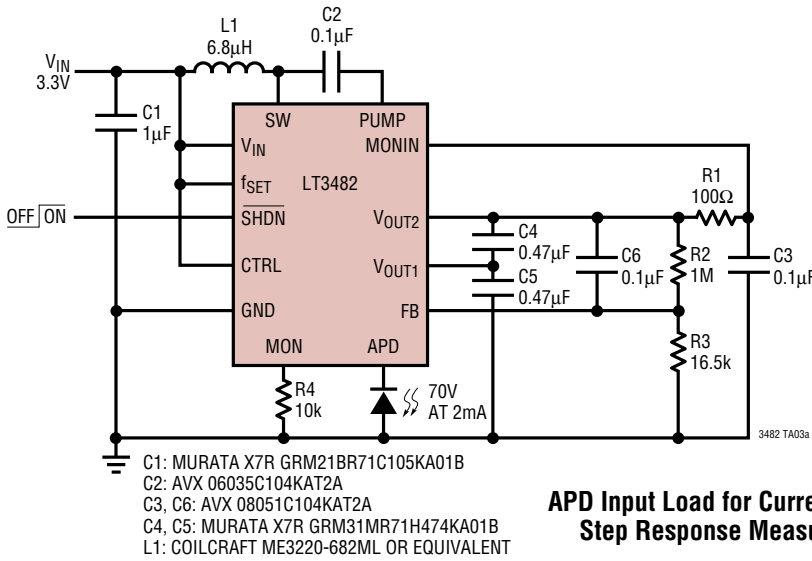 L1
6.8µH
C2
0.1µF
VIN
3.3V
C1
1µF
SW
PUMP
VIN
MONIN
fSET
LT3482
R1
100Ω
OFF ON
SHDN
VOUT2
C4
0.47µF
C6
0.1µF
R2
1M
C3
0.1µF
CTRL
VOUT1
C5
0.47µF
GND
FB
MON
APD
R3
16.5k
R4
10k
70V
AT 2mA
3482 TA03a
C1: MURATA X7R GRM21BR71C105KA01B
C2: AVX 06035C104KAT2A
C3, C6: AVX 08051C104KAT2A
C4, C5: MURATA X7R GRM31MR71H474KA01B
L1: COILCRAFT ME3220-682ML OR EQUIVALENT
APD Input Load for Curre
Step Response Measu